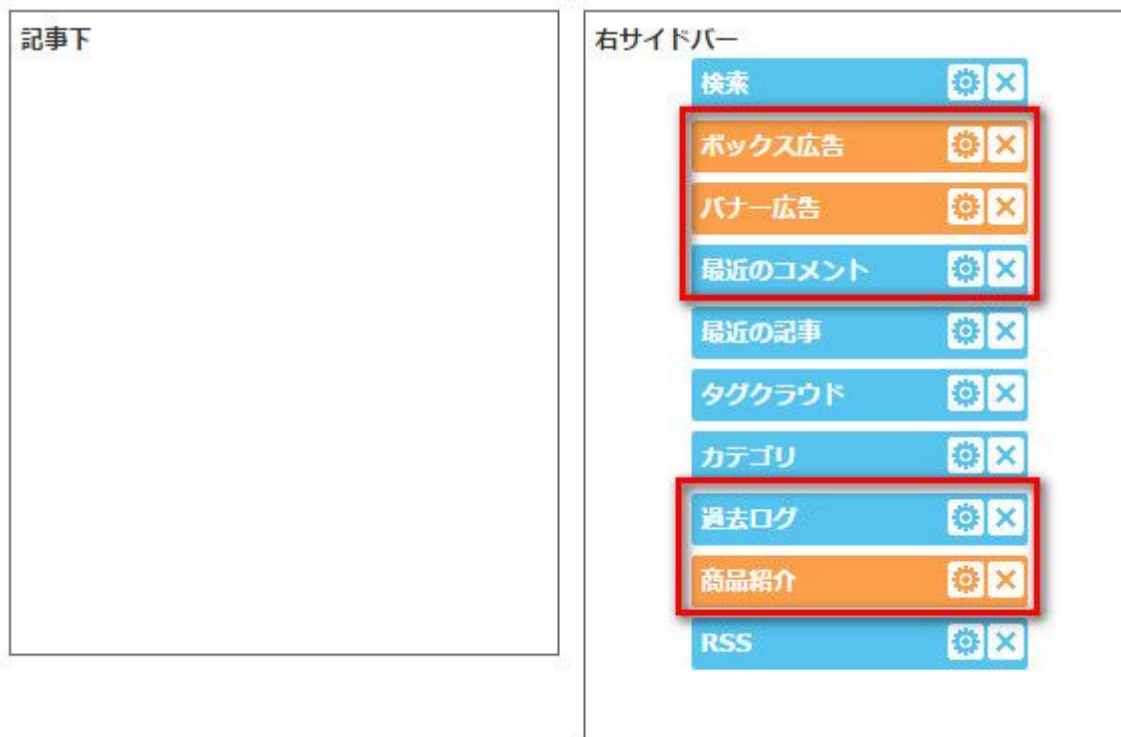 記事下
右サイドバー
検索
ボックス広告
バナー広告
最近のコメント
最近の記事
タグクラウド
カテゴリ
過去ログ
商品紹介
RSS